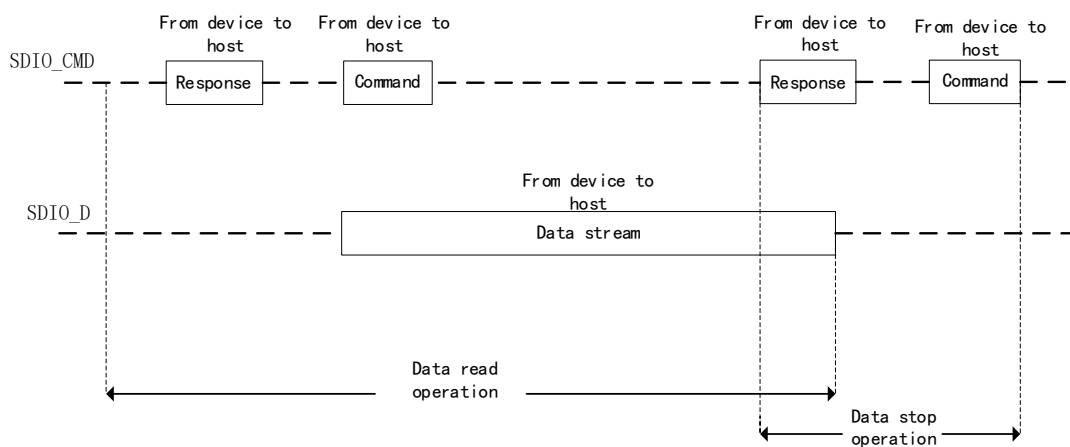 From device to
host
From device to
host
From device to
host
From device to
host
SDIO_CMD
Response
Command
Response
Command
From device to
host
SDIO_D
Data stream
Data read
operation
Data stop
operation